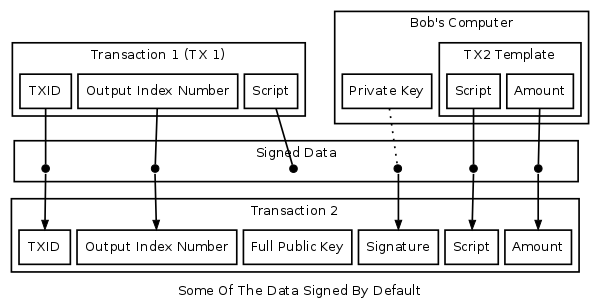 Bob's Computer
Transaction 1 (TX 1)
TX2 Template
TXID
Output Index Number
Script
Private Key
Script
Amount
Signed Data
Transaction 2
TXID
Output Index Number
Full Public Key
Signature
Script
Amount
Some Of The Data Signed By Default